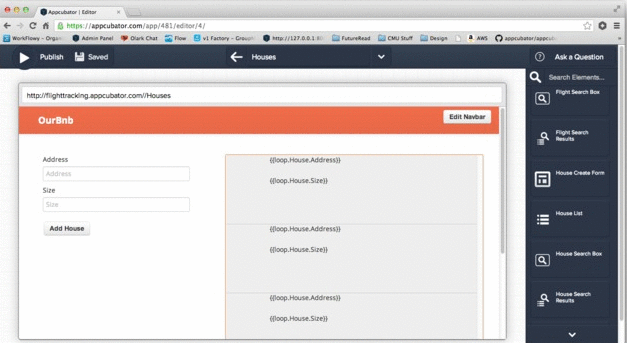 Appcubator | Editor
https://appcubator.com/app/481/editor/4/
WorkFlowy - Organi
Admin Panel
Olark Chat
Flow
v1 Factory - Groupth
http://127.0.0.1:80
FutureRead
CMU Stuff
Design
AWS
appcubator/appcub
Publish
Saved
Houses
Ask a Question
Search Elements...
http://flighttracking.appcubator.com//Houses
OurBnb
Edit Navbar
Address
Address
Size
Size
Add House
{{loop.House.Address}}
{{loop.House.Size}}
{{loop.House.Address}}
{{loop.House.Size}}
{{loop.House.Address}}
{{loop.House.Size}}
Flight Search Box
Flight Search
Results
House Create Form
House List
House Search Box
House Search
Results